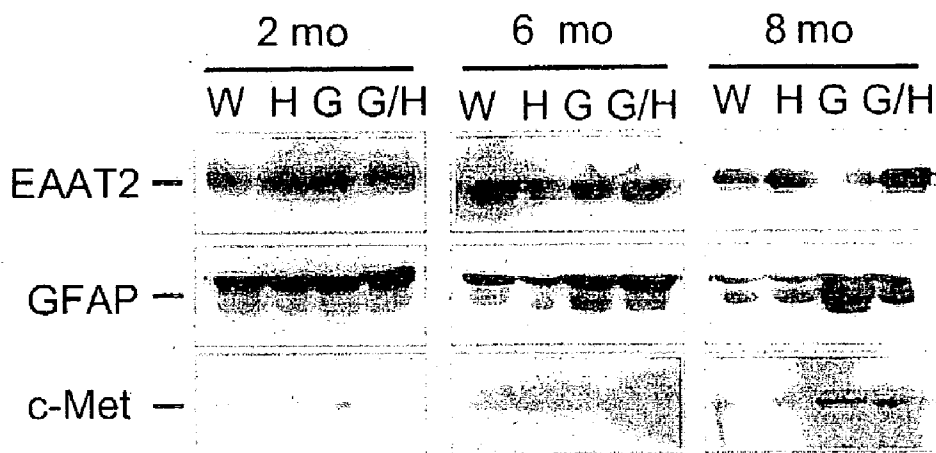 2 mo 6 mo 8 mo
W H G G/H W H G G/H W H G G/H
EAAT2
GFAP
c-Met